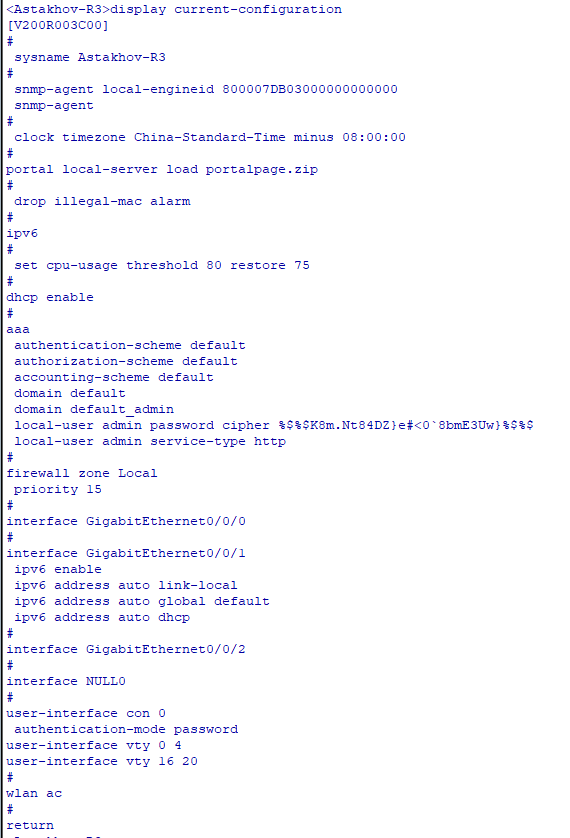 <Astakhov-R3>display current-configuration
[V200R003C00]
#
 sysname Astakhov-R3
#
 snmp-agent local-engineid 800007DB03000000000000
 snmp-agent
#
 clock timezone China-Standard-Time minus 08:00:00
#
portal local-server load portalpage.zip
#
 drop illegal-mac alarm
#
ipv6
#
 set cpu-usage threshold 80 restore 75
#
dhcp enable
#
aaa
 authentication-scheme default
 authorization-scheme default
 accounting-scheme default
 domain default
 domain default_admin
 local-user admin password cipher %$%$K8m.Nt84DZ}e#<0`8bmE3Uw}%$%$
 local-user admin service-type http
#
firewall zone Local
 priority 15
#
interface GigabitEthernet0/0/0
#
interface GigabitEthernet0/0/1
 ipv6 enable
 ipv6 address auto link-local
 ipv6 address auto global default
 ipv6 address auto dhcp
#
interface GigabitEthernet0/0/2
#
interface NULL0
#
user-interface con 0
 authentication-mode password
user-interface vty 0 4
user-interface vty 16 20
#
wlan ac
#
return